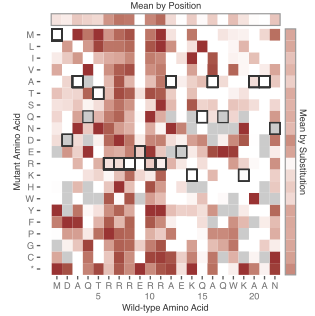 Mean by Position
M
L
I
V
A
T
S
Q
N
D
E
R
K
H
W
Y
F
P
G
C
*
Mutant Amino Acid
Mean by Substitution
M D A Q T R R R E R R A E K Q A Q W K A A N
5 10 15 20
Wild-type Amino Acid